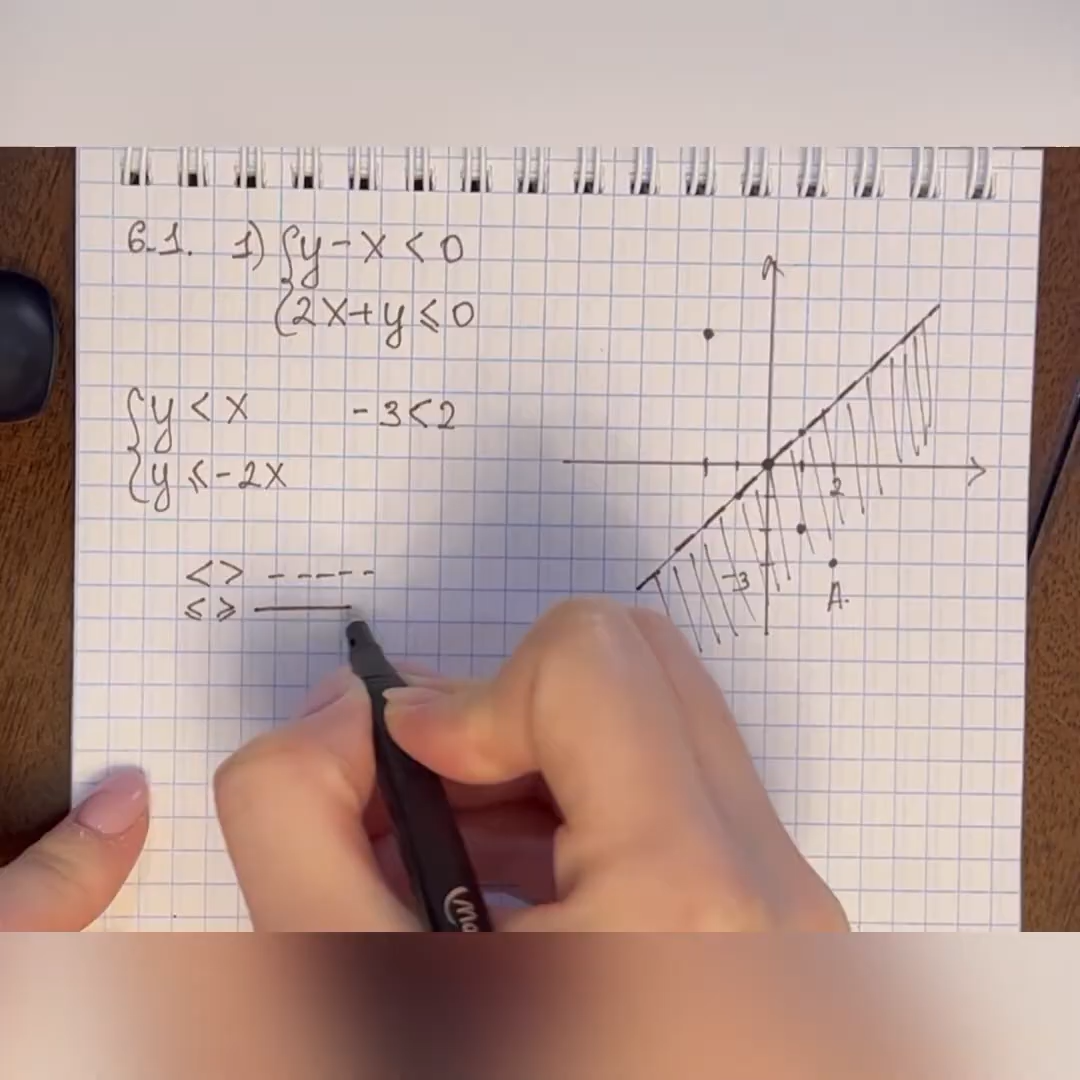 6.1. 1) {y - x < 0
{2x + y ⩽ 0
{y < x -3 < 2
{y ⩽ -2x
< > -----
⩽ ⩾ ———
2
-3
A.